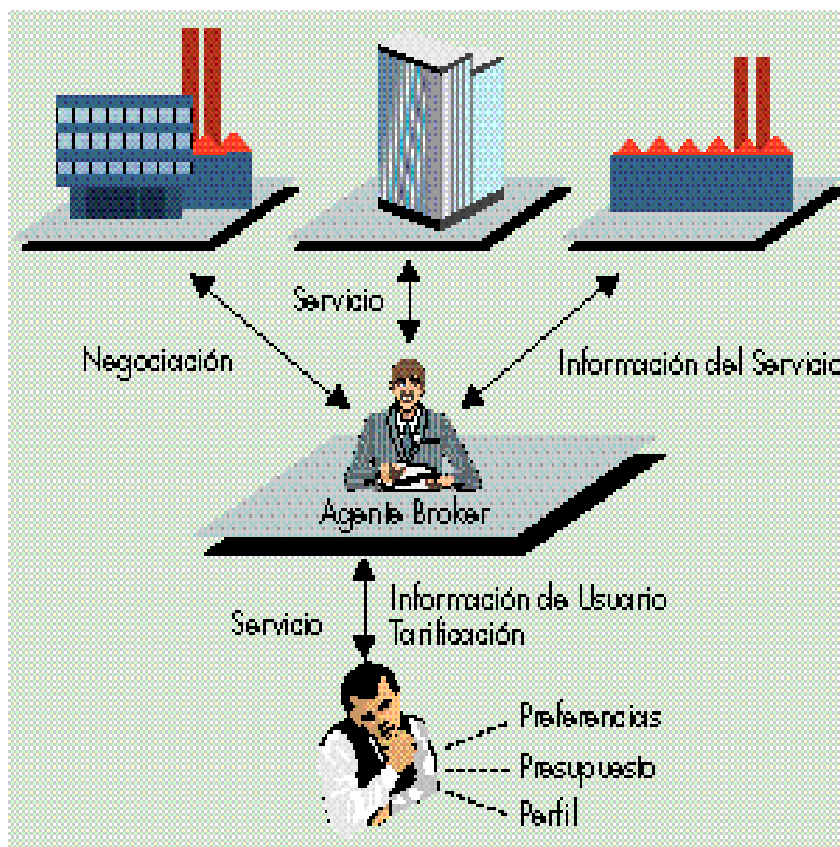 Servicio
Negociación
Información del Servicio
Agente Broker
Servicio
Información de Usuario
Tarificación
Preferencias
Presupuesto
Perfil